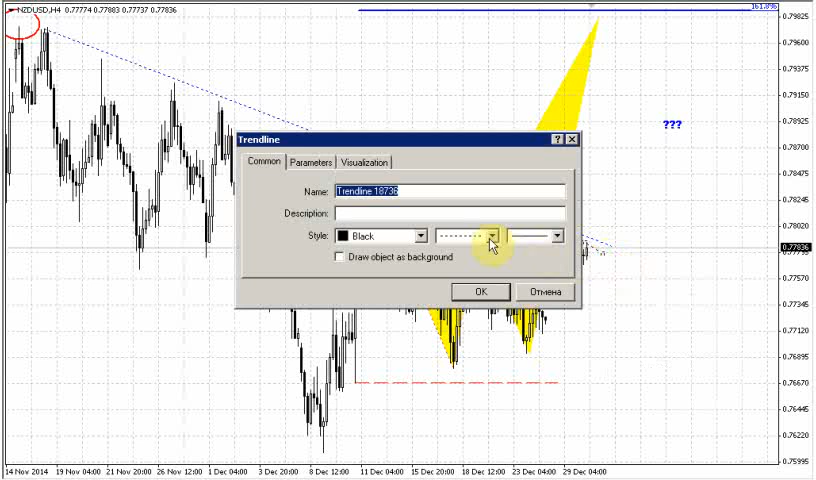 NZDUSD,H4 0.77774 0.77883 0.77737 0.77836
161.8%
0.79825
0.79600
0.79375
0.79150
???
0.78925
Trendline
0.78700
Common Parameters Visualization
0.78475
Name: Trendline 18736
0.78245
Description:
0.78020
Style: Black
0.77836
0.77795
Draw object as background
0.77570
OK Отмена
0.77345
0.77120
0.76895
0.76670
0.76445
0.76220
0.75995
14 Nov 2014 19 Nov 04:00 21 Nov 20:00 26 Nov 12:00 1 Dec 04:00 3 Dec 20:00 8 Dec 12:00 11 Dec 04:00 15 Dec 20:00 18 Dec 12:00 23 Dec 04:00 29 Dec 04:00